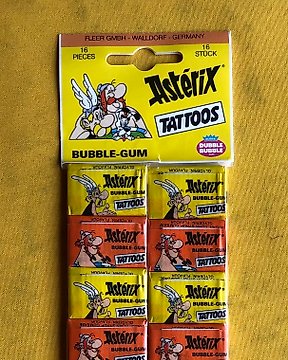 FLEER GMBH - WALLDORF - GERMANY
16 PIECES
16 STÜCK
Astérix
TATTOOS
DUBBLE BUBBLE
BUBBLE-GUM
Astérix
BUBBLE-GUM
TATTOOS
Astérix
BUBBLE-GUM
TATTOOS
Astérix
BUBBLE-GUM
TATTOOS
Astérix
BUBBLE-GUM
TATTOOS
Astérix
BUBBLE-GUM
TATTOOS
Astérix
BUBBLE-GUM
TATTOOS
Astérix
BUBBLE-GUM
TATTOOS
Astérix
BUBBLE-GUM
TATTOOS